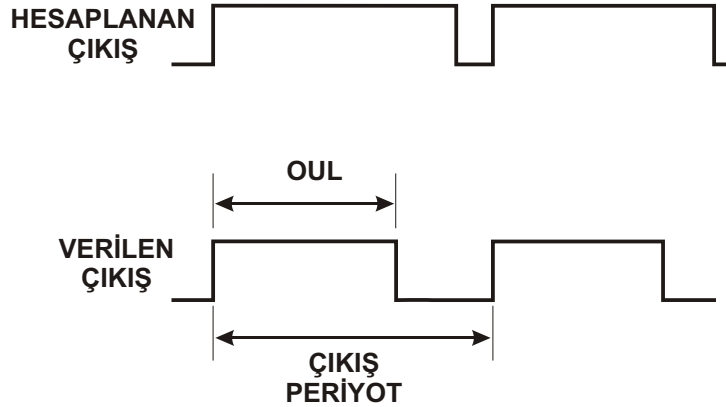 HESAPLANAN
ÇIKIŞ
OUL
VERİLEN
ÇIKIŞ
ÇIKIŞ
PERİYOT